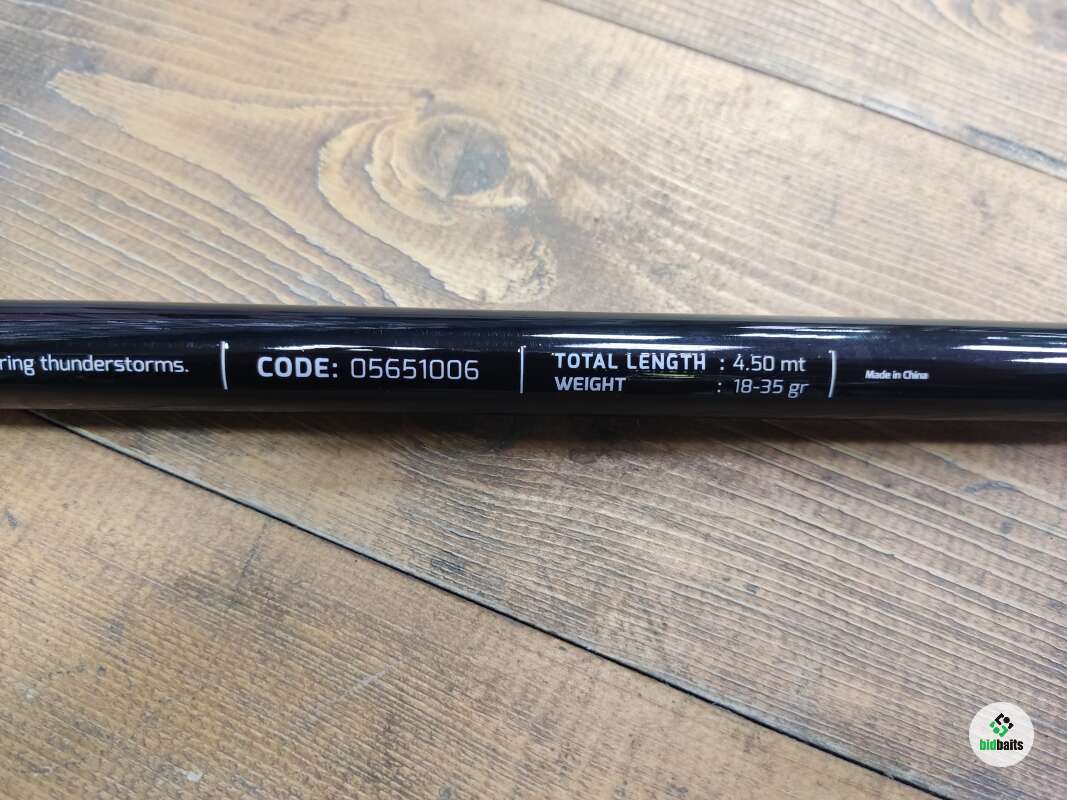 ring thunderstorms.
CODE: 05651006
TOTAL LENGTH : 4.50 mt
WEIGHT : 18-35 gr
Made in China
bidbaits